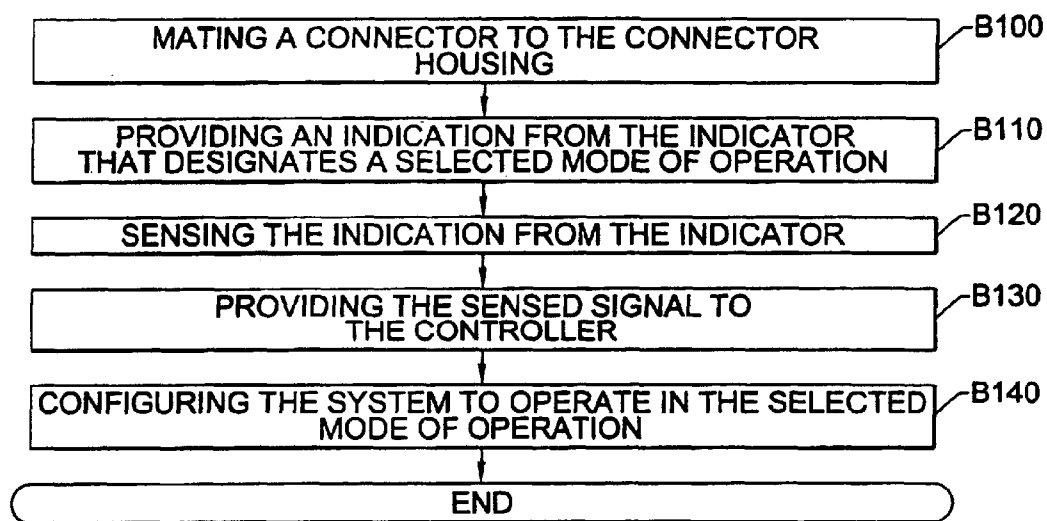 MATING A CONNECTOR TO THE CONNECTOR
HOUSING
B100
PROVIDING AN INDICATION FROM THE INDICATOR
THAT DESIGNATES A SELECTED MODE OF OPERATION
B110
SENSING THE INDICATION FROM THE INDICATOR
B120
PROVIDING THE SENSED SIGNAL TO
THE CONTROLLER
B130
CONFIGURING THE SYSTEM TO OPERATE IN THE SELECTED
MODE OF OPERATION
B140
END